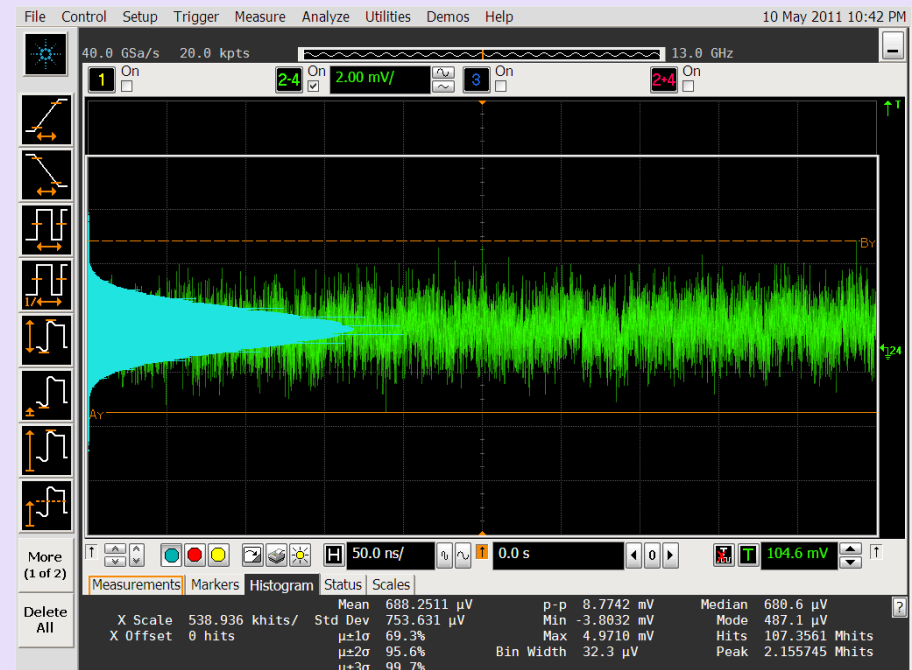 File Control Setup Trigger Measure Analyze Utilities Demos Help 10 May 2011 10:42 PM
40.0 GSa/s 20.0 kpts 13.0 GHz
1 On 2-4 On 2.00 mV/ 3 On 2+4 On
T
BY
24
AY
1/
More
(1 of 2)
Delete
All
H 50.0 ns/ 0.0 s 0 T 104.6 mV
Measurements Markers Histogram Status Scales
Mean 688.2511 µV p-p 8.7742 mV Median 680.6 µV ?
X Scale 538.936 khits/ Std Dev 753.631 µV Min -3.8032 mV Mode 487.1 µV
X Offset 0 hits µ±1σ 69.3% Max 4.9710 mV Hits 107.3561 Mhits
µ±2σ 95.6% Bin Width 32.3 µV Peak 2.155745 Mhits
µ±3σ 99.7%